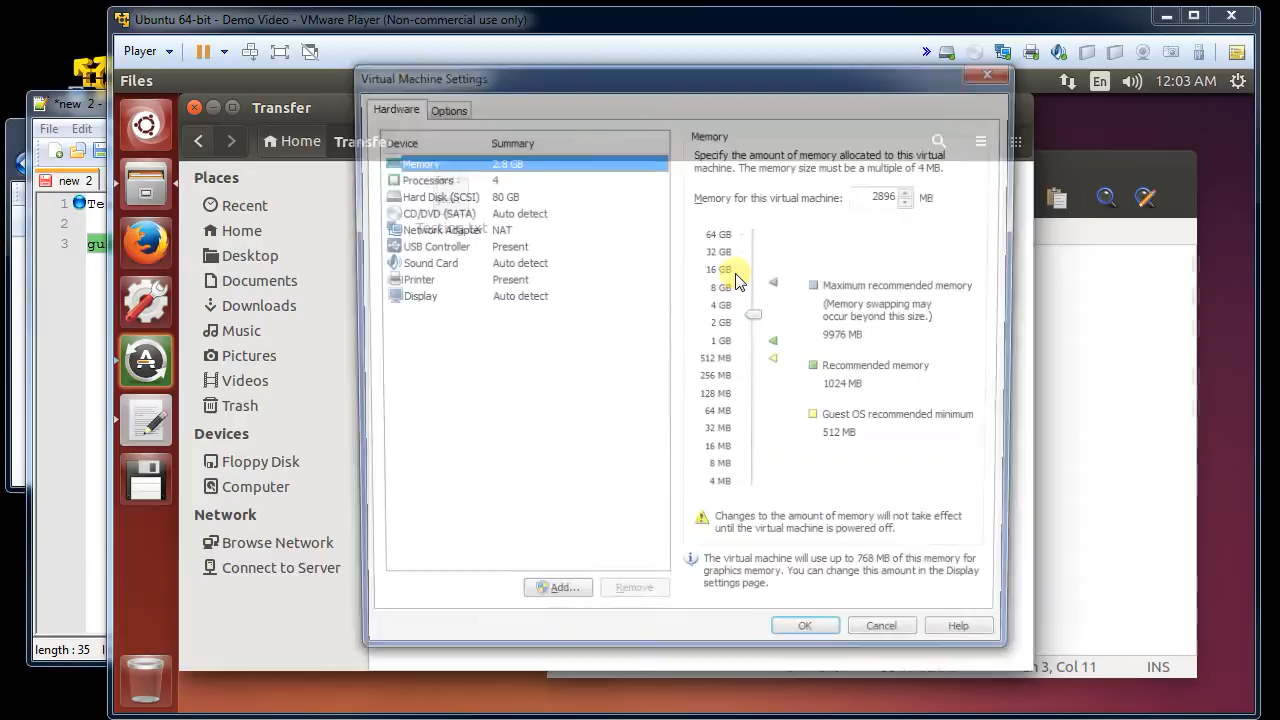 Ubuntu 64-bit - Demo Video - VMware Player (Non-commercial use only)
Player
Files
En
12:03 AM
*new 2 -
File Edit
new 2
1 Te
2
3 gu
length: 35
Transfer
Home
Transfe
Places
Recent
Home
Desktop
Documents
Downloads
Music
Pictures
Videos
Trash
Devices
Floppy Disk
Computer
Network
Browse Network
Connect to Server
Virtual Machine Settings
Hardware Options
Device Summary
Memory 2.8 GB
Processors 4
Hard Disk (SCSI) 80 GB
CD/DVD (SATA) Auto detect
Network Adapter NAT
USB Controller Present
Sound Card Auto detect
Printer Present
Display Auto detect
Add...
Remove
Memory
Specify the amount of memory allocated to this virtual
machine. The memory size must be a multiple of 4 MB.
Memory for this virtual machine: 2896 MB
64 GB
32 GB
16 GB
8 GB
4 GB
2 GB
1 GB
512 MB
256 MB
128 MB
64 MB
32 MB
16 MB
8 MB
4 MB
Maximum recommended memory
(Memory swapping may
occur beyond this size.)
9976 MB
Recommended memory
1024 MB
Guest OS recommended minimum
512 MB
Changes to the amount of memory will not take effect
until the virtual machine is powered off.
The virtual machine will use up to 768 MB of this memory for
graphics memory. You can change this amount in the Display
settings page.
OK
Cancel
Help
n 3, Col 11
INS